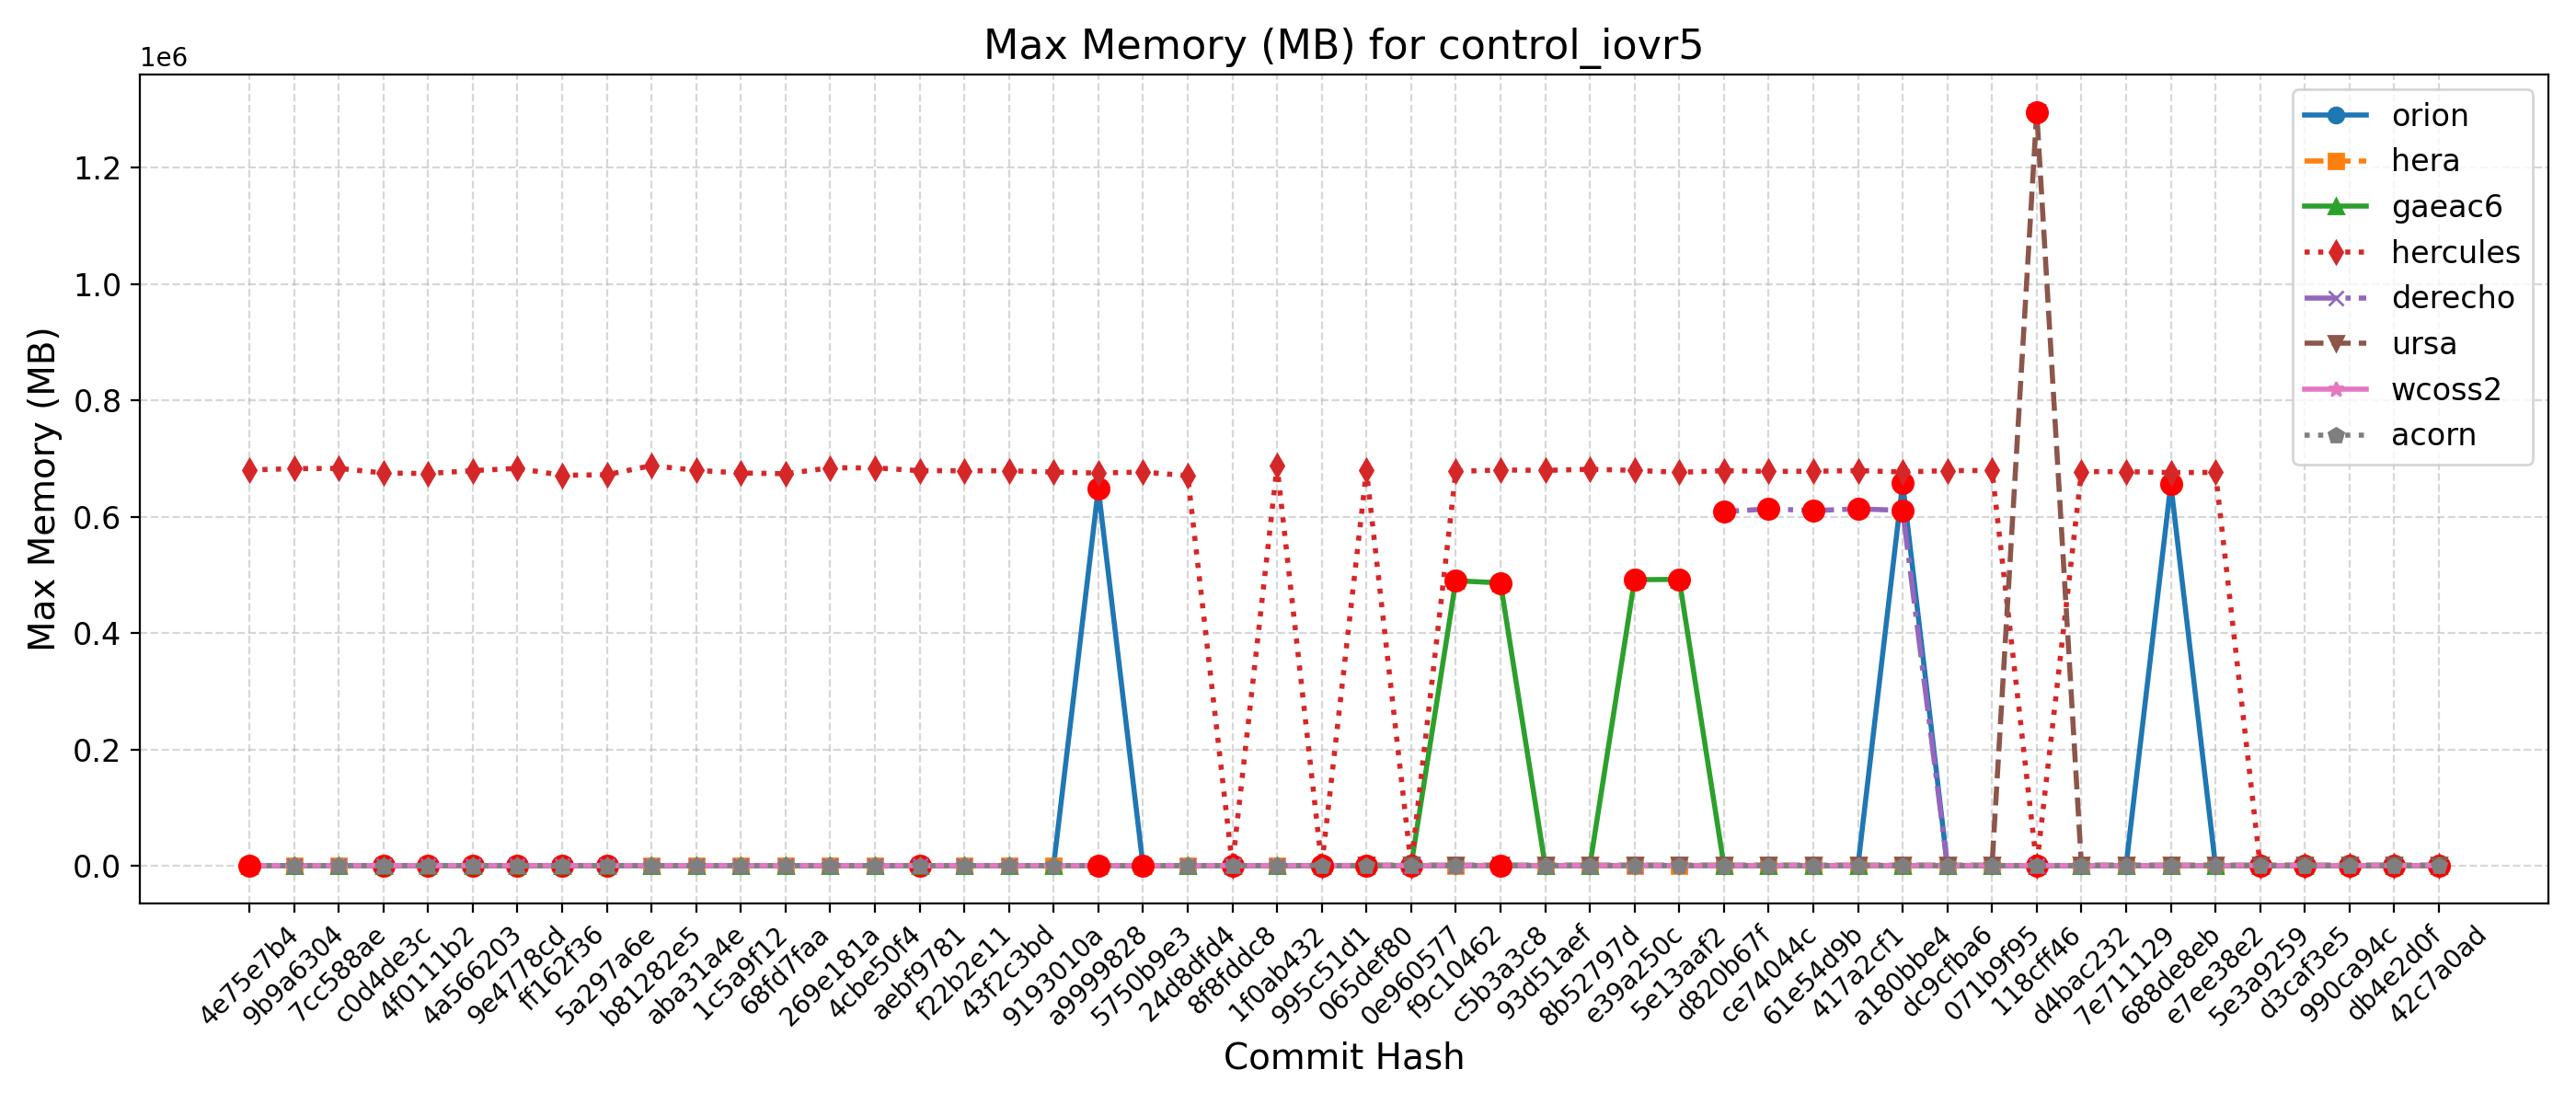 Max Memory (MB) for control_iovr5
1e6
1.2
1.0
0.8
0.6
0.4
0.2
0.0
Max Memory (MB)
orion
hera
gaeac6
hercules
derecho
ursa
wcoss2
acorn
4e75e7b4
9b9a6304
7cc588ae
c0d4de3c
4f0111b2
4a566203
9e4778cd
ff162f36
5a297a6e
b81282e5
aba31a4e
1c5a9f12
68fd7faa
269e181a
4cbe50f4
aebf9781
f22b2e11
43f2c3bd
9193010a
a9999828
5750b9e3
24d8dfd4
8f8fddc8
1f0ab432
995c51d1
065def80
0e960577
f9c10462
c5b3a3c8
93d51aef
8b52797d
e39a250c
5e13aaf2
d820b67f
ce74044c
61e54d9b
417a2cf1
a180bbe4
dc9cfba6
071b9f95
118cff46
d4bac232
7e711129
688de8eb
e7ee38e2
5e3a9259
d3caf3e5
990ca94c
db4e2d0f
42c7a0ad
Commit Hash